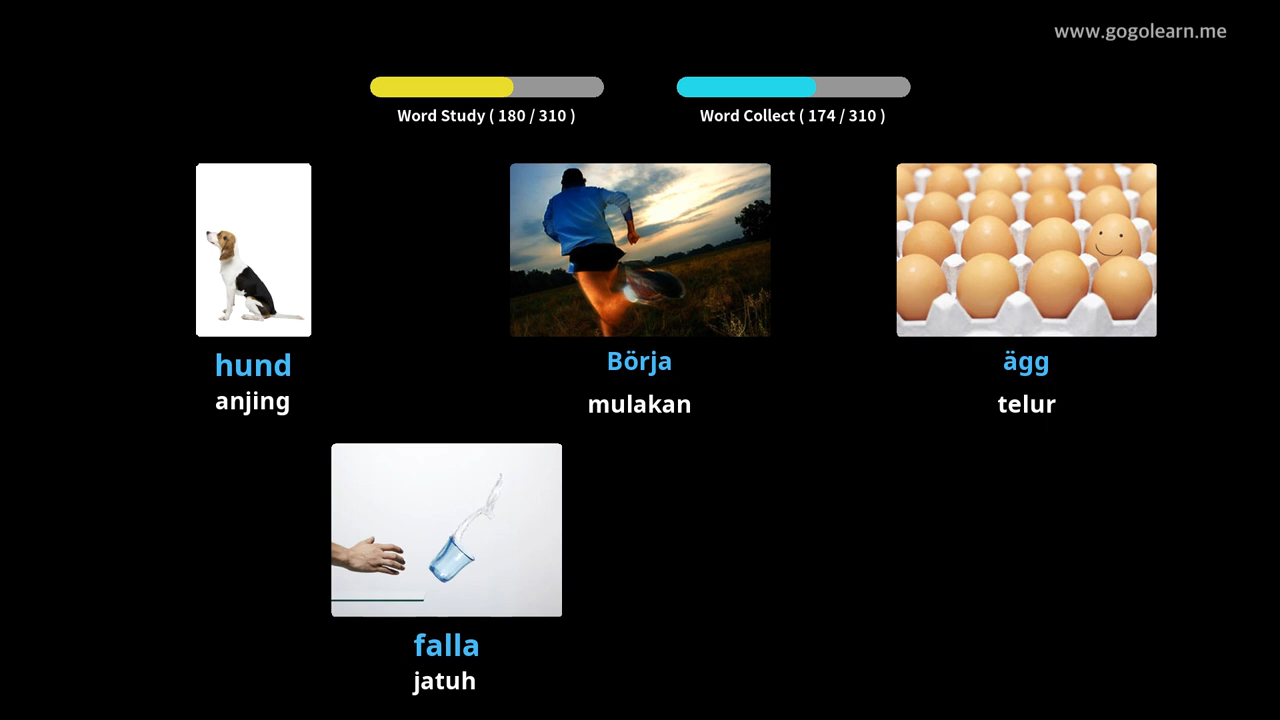 www.gogolearn.me
Word Study ( 180 / 310 )
Word Collect ( 174 / 310 )
hund
anjing
Börja
mulakan
ägg
telur
falla
jatuh